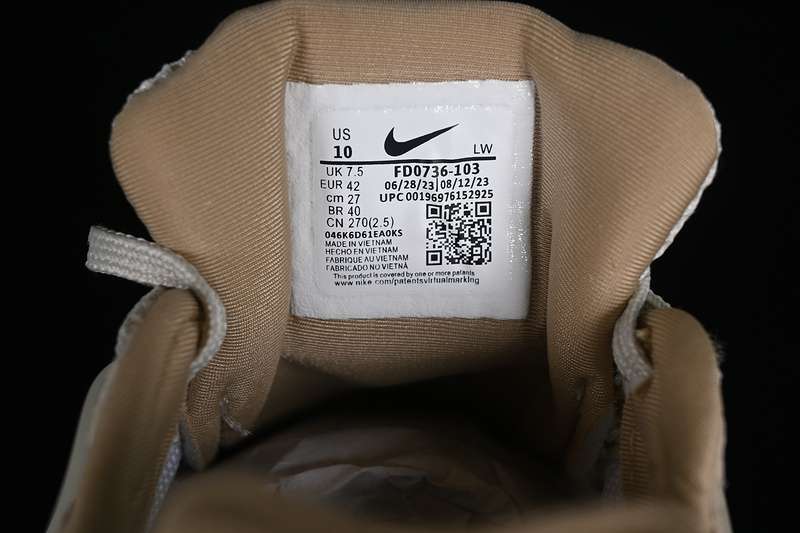 US
10
LW
UK 7.5
FD0736-103
EUR 42
06/28/23|08/12/23
cm 27
UPC 00196976152925
BR 40
CN 270(2.5)
046K6D61EA0KS
MADE IN VIETNAM
HECHO EN VIETNAM
FABRIQUE AU VIETNAM
FABRICADO NU VIETNÃ
This product is covered by one or more patents
www.nike.com/patentsvirtualmarking